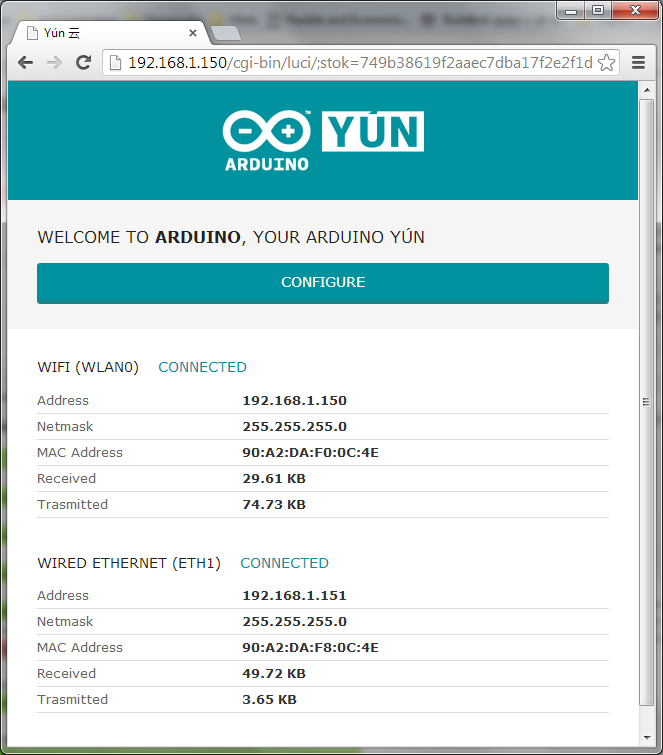 Yún 云
192.168.1.150/cgi-bin/luci/;stok=749b38619f2aaec7dba17f2e2f1d
ARDUINO YÚN
™
WELCOME TO ARDUINO, YOUR ARDUINO YÚN
CONFIGURE
WIFI (WLAN0) CONNECTED
Address 192.168.1.150
Netmask 255.255.255.0
MAC Address 90:A2:DA:F0:0C:4E
Received 29.61 KB
Trasmitted 74.73 KB
WIRED ETHERNET (ETH1) CONNECTED
Address 192.168.1.151
Netmask 255.255.255.0
MAC Address 90:A2:DA:F8:0C:4E
Received 49.72 KB
Trasmitted 3.65 KB